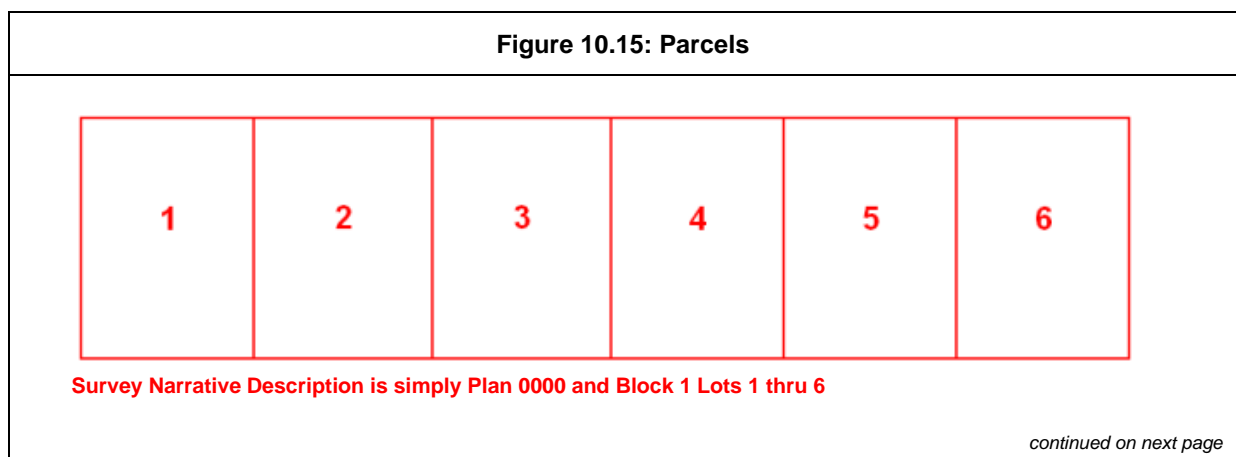 Figure 10.15: Parcels
1 2 3 4 5 6
Survey Narrative Description is simply Plan 0000 and Block 1 Lots 1 thru 6
continued on next page